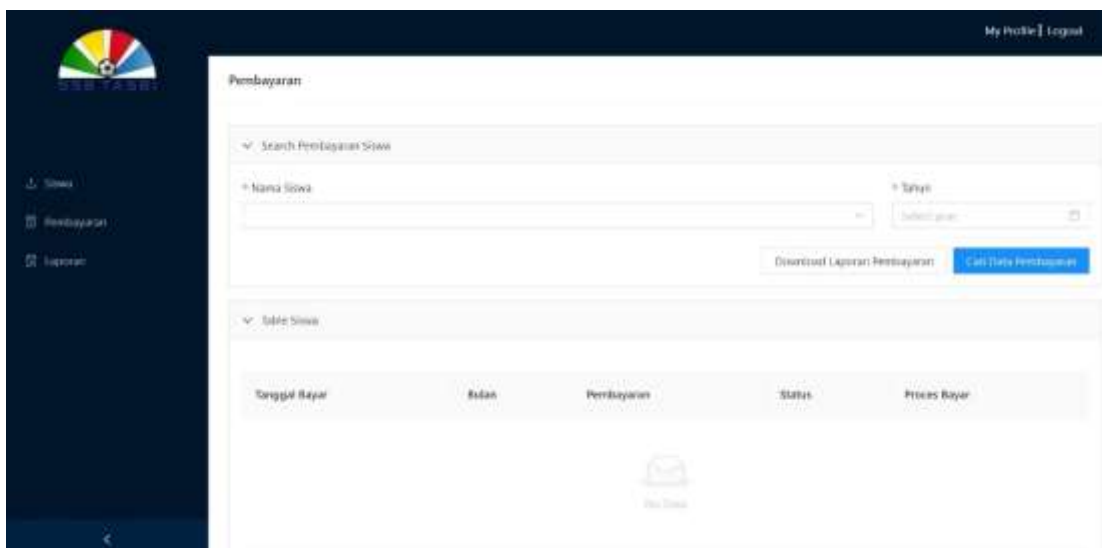 My Profile | Logout
SSB TASBI
Pembayaran
Search Pembayaran Siswa
Siswa
* Nama Siswa
* Tahun
Pembayaran
Select year
Laporan
Download Laporan Pembayaran
Cari Data Pembayaran
Table Siswa
Tanggal Bayar
Bulan
Pembayaran
Status
Proces Bayar
No Data